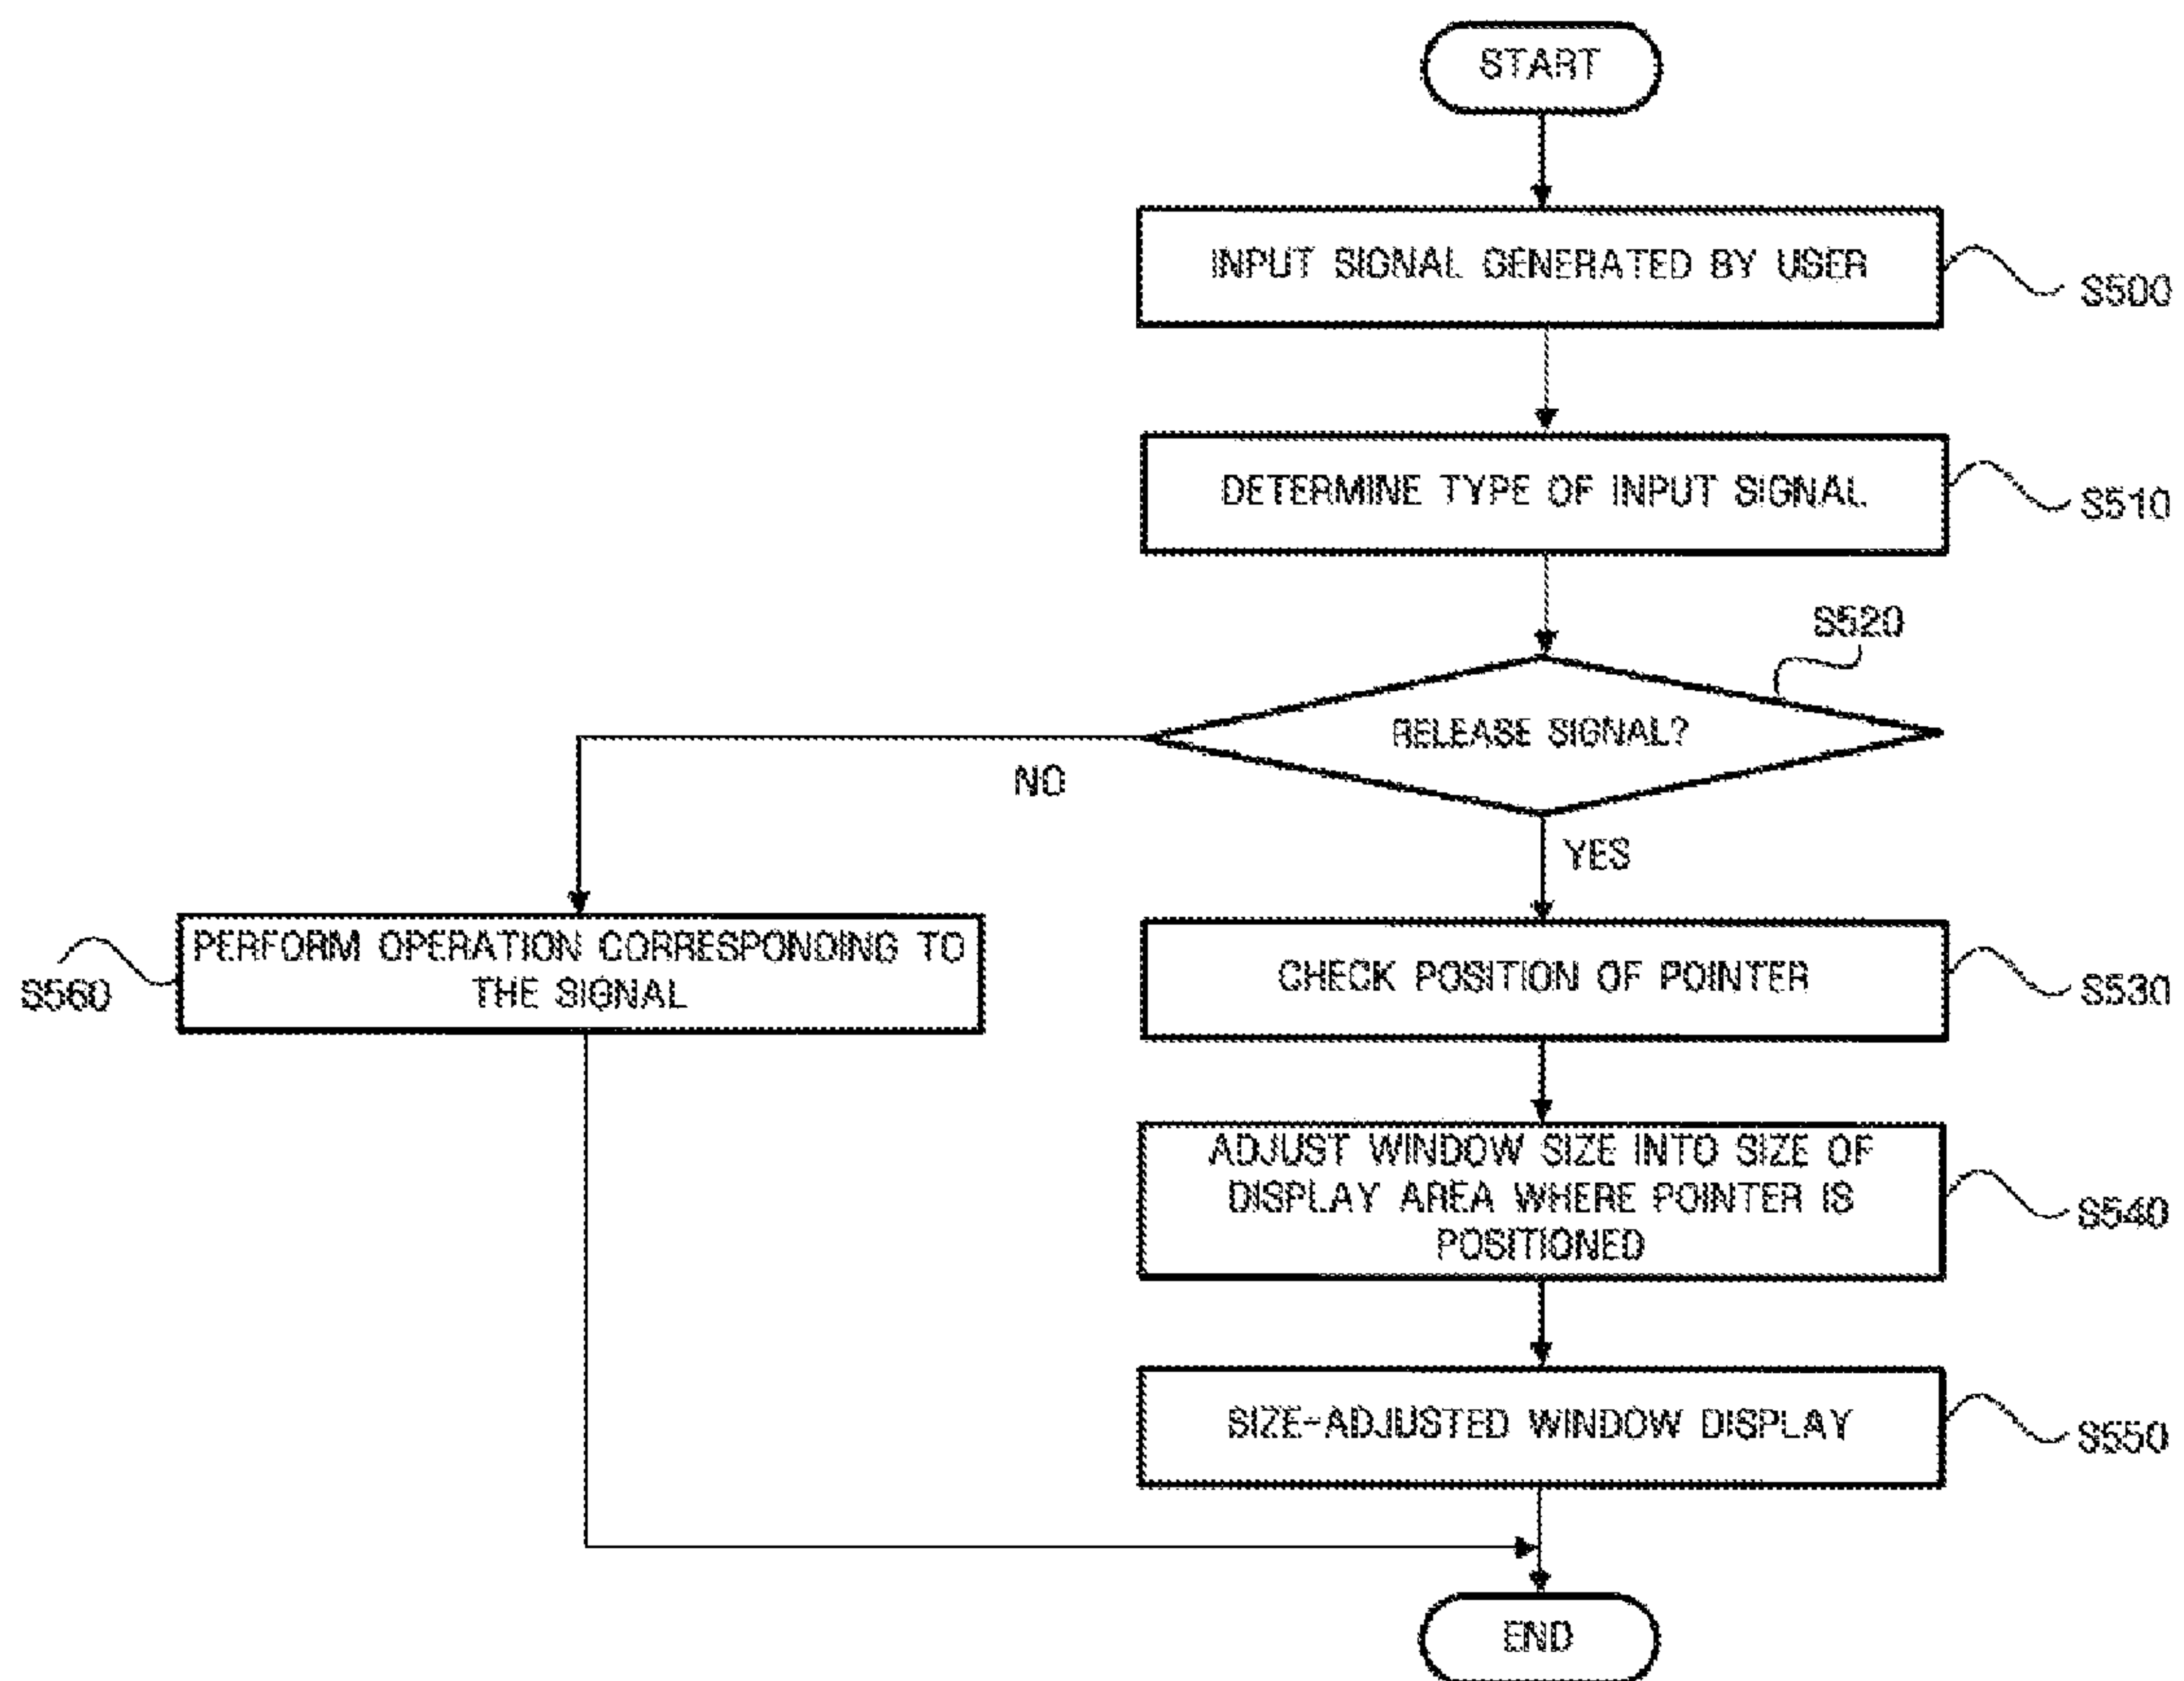 START
INPUT SIGNAL GENERATED BY USER
S500
DETERMINE TYPE OF INPUT SIGNAL
S510
S520
RELEASE SIGNAL?
NO
YES
PERFORM OPERATION CORRESPONDING TO
THE SIGNAL
S560
CHECK POSITION OF POINTER
S530
ADJUST WINDOW SIZE INTO SIZE OF
DISPLAY AREA WHERE POINTER IS
POSITIONED
S540
SIZE-ADJUSTED WINDOW DISPLAY
S550
END